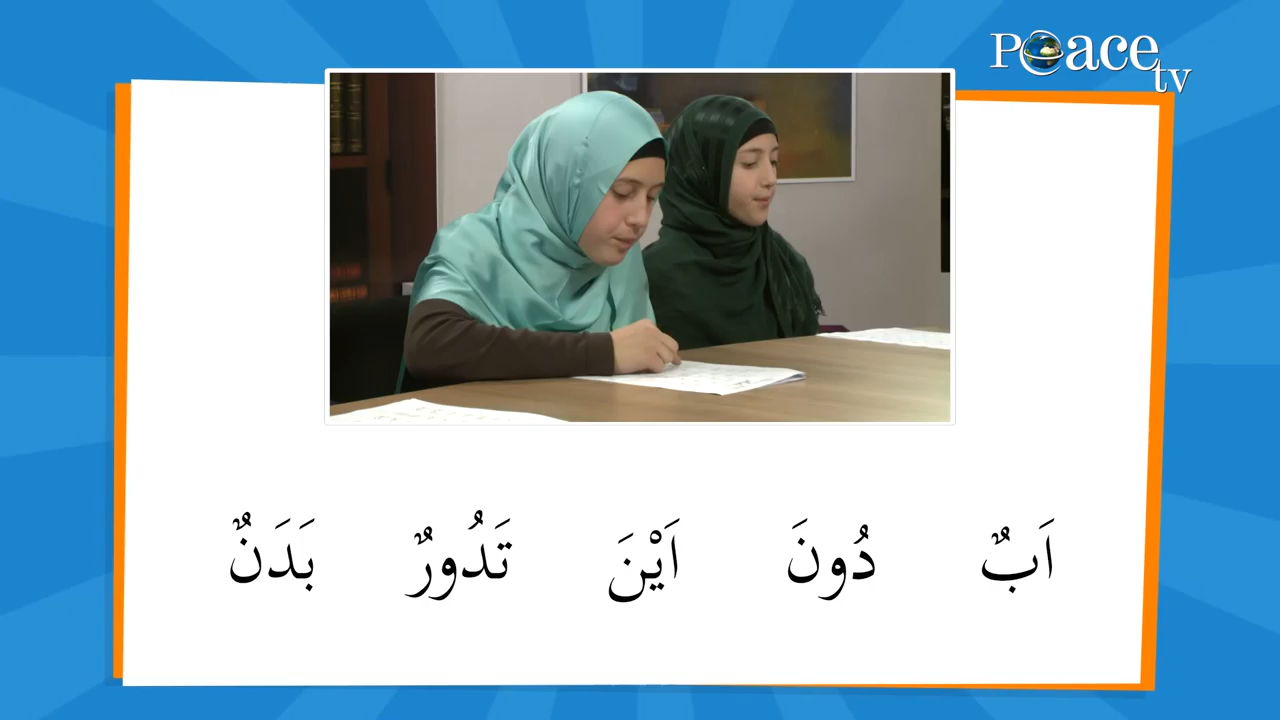 Peace tv
اَبٌ دُونَ اَيْنَ تَدُورٌ بَدَنٌ